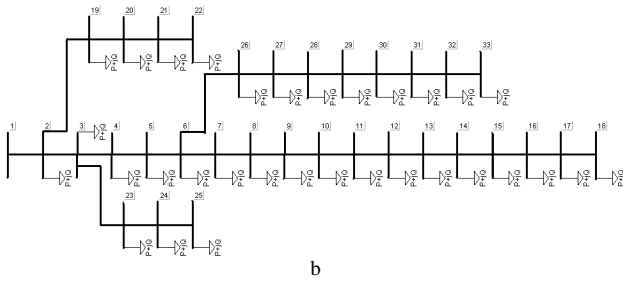 19 20 21 22
P+Q P+Q P+Q P+Q
26 27 28 29 30 31 32 33
P+Q P+Q P+Q P+Q P+Q P+Q P+Q P+Q
1 2 3 P+Q 4 5 6 7 8 9 10 11 12 13 14 15 16 17 18
P+Q P+Q P+Q P+Q P+Q P+Q P+Q P+Q P+Q P+Q P+Q P+Q P+Q P+Q P+Q P+Q
23 24 25
P+Q P+Q P+Q
b